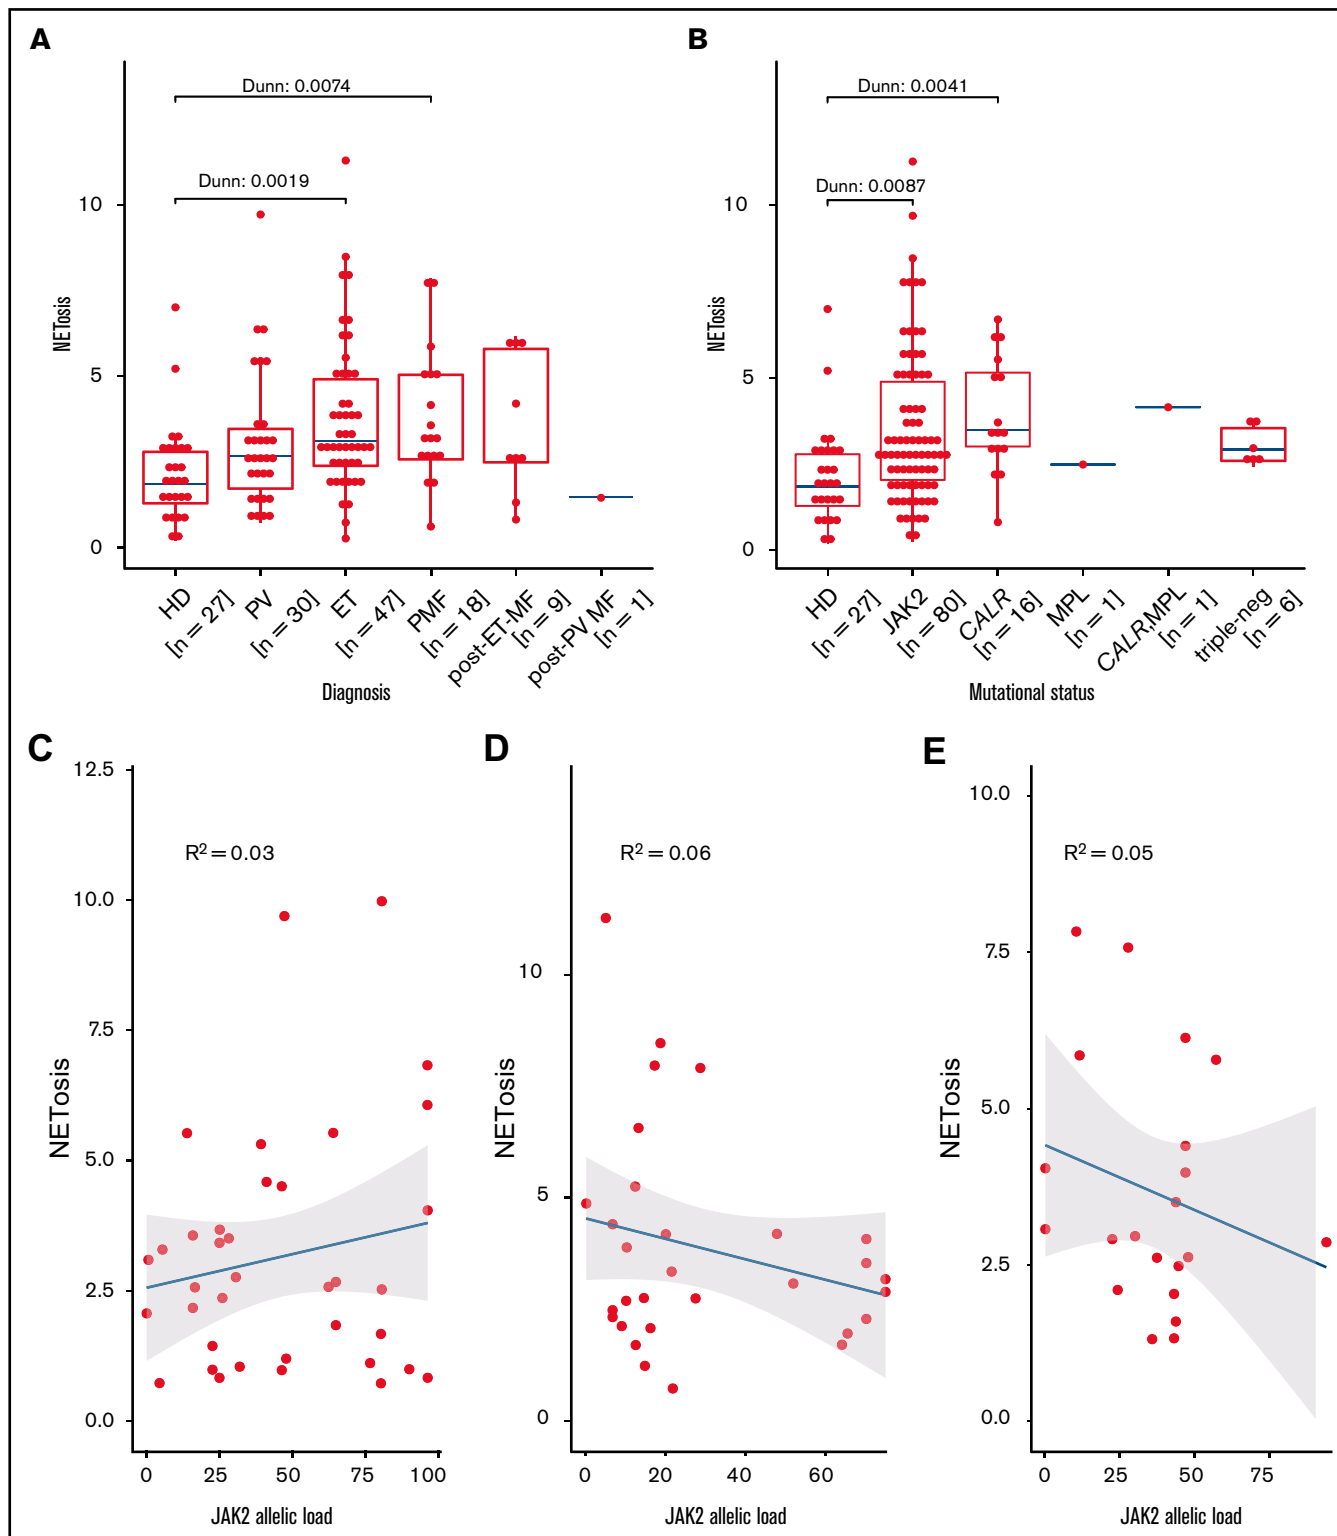 A
Dunn: 0.0074
Dunn: 0.0019
10
5
0
NETosis
HD
[n = 27]
PV
[n = 30]
ET
[n = 47]
PMF
[n = 18]
post-ET-MF
[n = 9]
post-PV MF
[n = 1]
Diagnosis
B
Dunn: 0.0041
Dunn: 0.0087
10
5
0
NETosis
HD
[n = 27]
JAK2
[n = 80]
CALR
[n = 16]
MPL
[n = 1]
CALR,MPL
[n = 1]
triple-neg
[n = 6]
Mutational status
C
12.5
10.0
7.5
5.0
2.5
0.0
NETosis
R² = 0.03
0 25 50 75 100
JAK2 allelic load
D
10
5
0
NETosis
R² = 0.06
0 20 40 60
JAK2 allelic load
E
10.0
7.5
5.0
2.5
0.0
NETosis
R² = 0.05
0 25 50 75
JAK2 allelic load